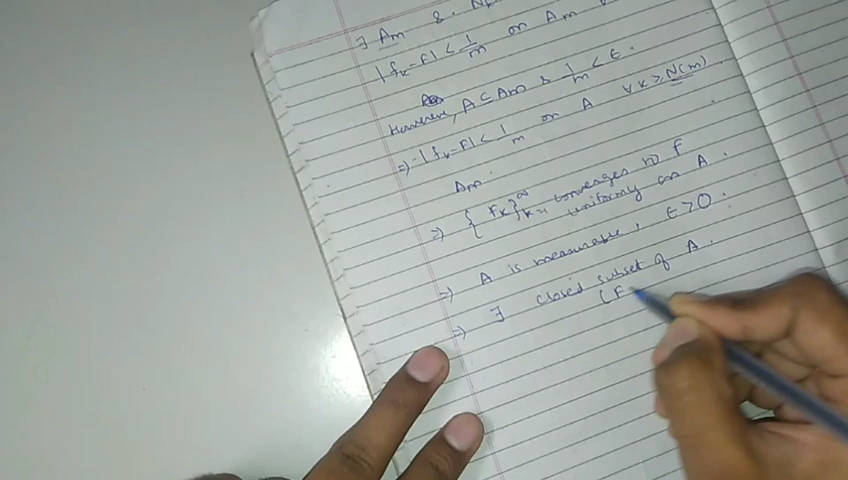 ∃ Am &
|fk-F| < 1/m on Am
However, A ⊂ Am & 1/m < ε.
⇒ |fk-F| < 1/m on A ∀ k ≥ N(m)
Am
⇒ {Fk}∞k=1 converges to F
uniformly on A.
⇒ A is measurable, ε > 0.
⇒ ∃ closed subset of A.
(F